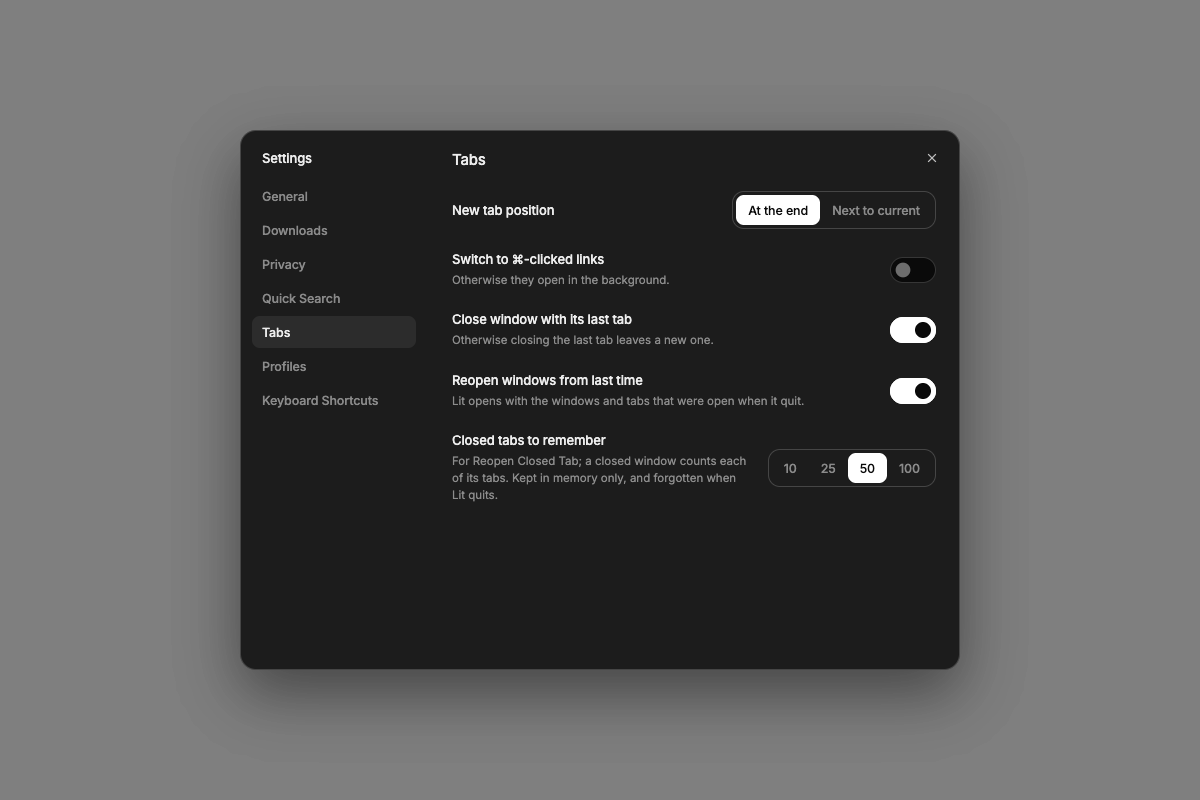 Settings
General
Downloads
Privacy
Quick Search
Tabs
Profiles
Keyboard Shortcuts
Tabs
New tab position
At the end
Next to current
Switch to ⌘-clicked links
Otherwise they open in the background.
Close window with its last tab
Otherwise closing the last tab leaves a new one.
Reopen windows from last time
Lit opens with the windows and tabs that were open when it quit.
Closed tabs to remember
For Reopen Closed Tab; a closed window counts each
of its tabs. Kept in memory only, and forgotten when
Lit quits.
10 25 50 100